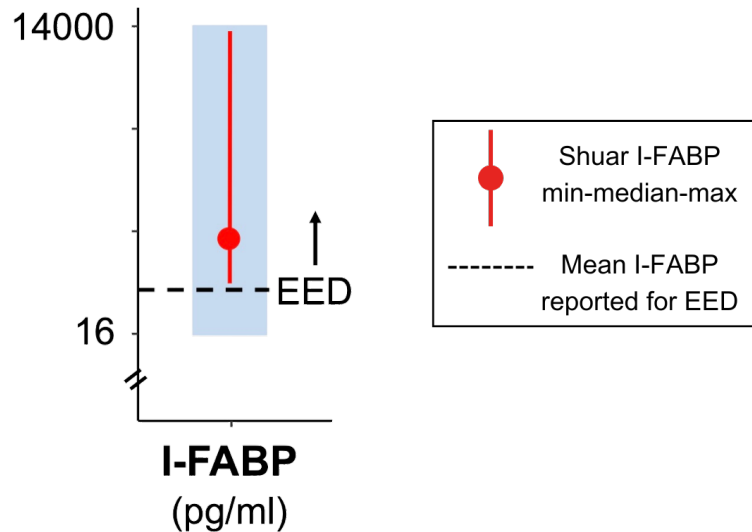 14000
16
EED
I-FABP
(pg/ml)
Shuar I-FABP
min-median-max
Mean I-FABP
reported for EED